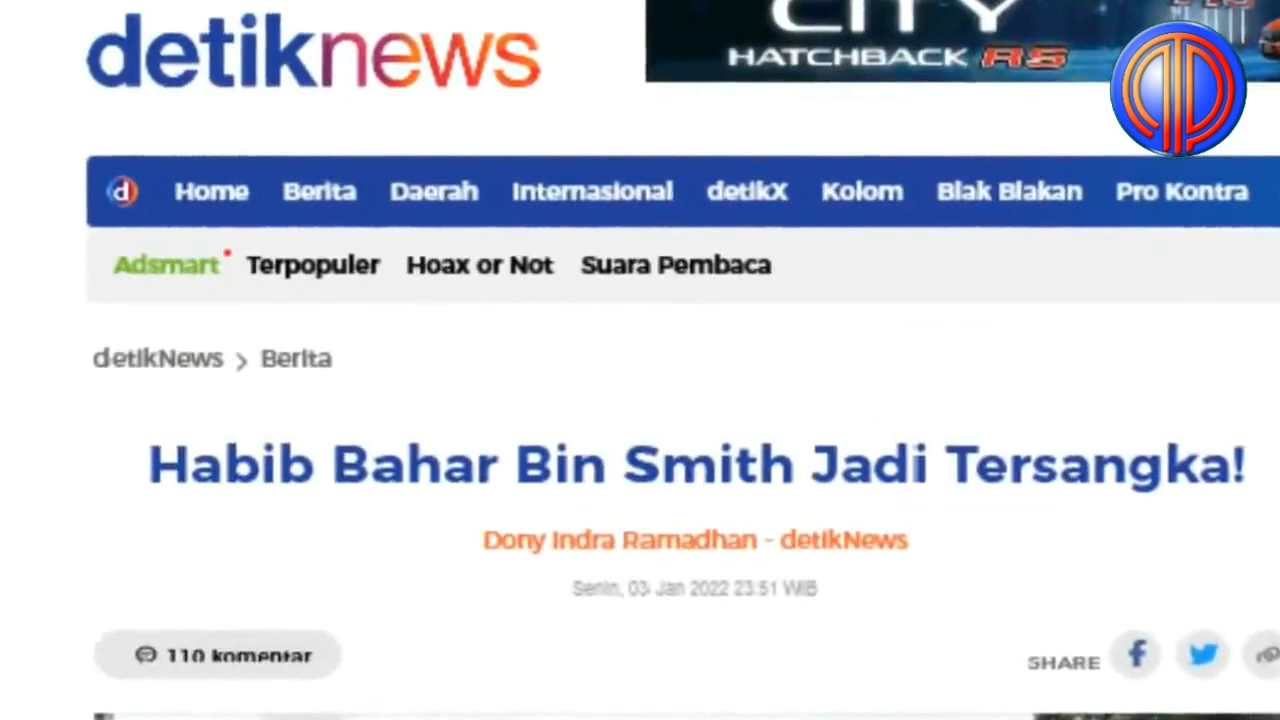 CITY
detiknews
HATCHBACK RS
Home Berita Daerah Internasional detikX Kolom Blak Blakan Pro Kontra
Adsmart Terpopuler Hoax or Not Suara Pembaca
detikNews > Berita
Habib Bahar Bin Smith Jadi Tersangka!
Dony Indra Ramadhan - detikNews
Senin, 03 Jan 2022 23:51 WIB
110 komentar
SHARE